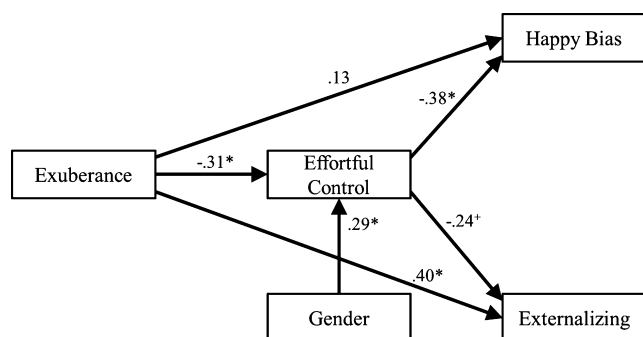 Happy Bias
.13
-.38*
Exuberance
-.31*
Effortful
Control
.29*
-.24+
.40*
Gender
Externalizing